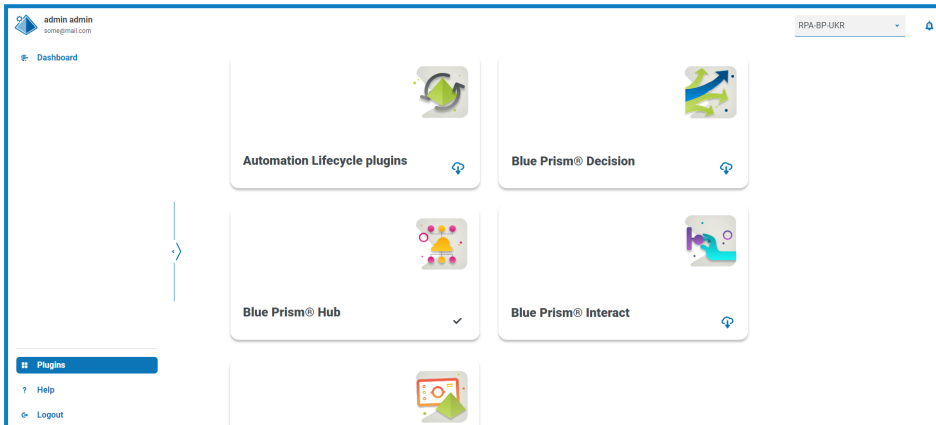 admin admin
some@mail.com
RPA-BP-UKR
Dashboard
Automation Lifecycle plugins
Blue Prism® Decision
Blue Prism® Hub
Blue Prism® Interact
Plugins
? Help
Logout